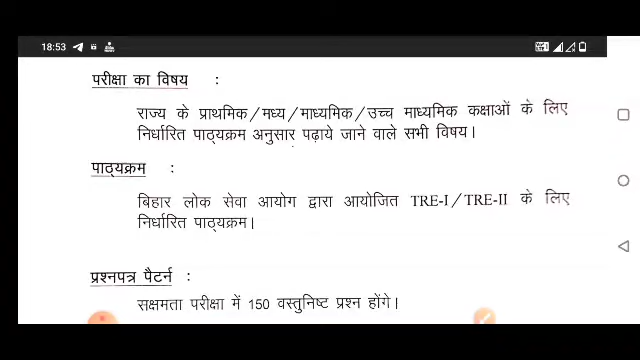 18:53
परीक्षा का विषय :
राज्य के प्राथमिक/मध्य/माध्यमिक/उच्च माध्यमिक कक्षाओं के लिए
निर्धारित पाठ्यक्रम अनुसार पढ़ाये जाने वाले सभी विषय।
पाठ्यक्रम :
बिहार लोक सेवा आयोग द्वारा आयोजित TRE-I/TRE-II के लिए
निर्धारित पाठ्यक्रम।
प्रश्नपत्र पैटर्न :
सक्षमता परीक्षा में 150 वस्तुनिष्ट प्रश्न होंगे।